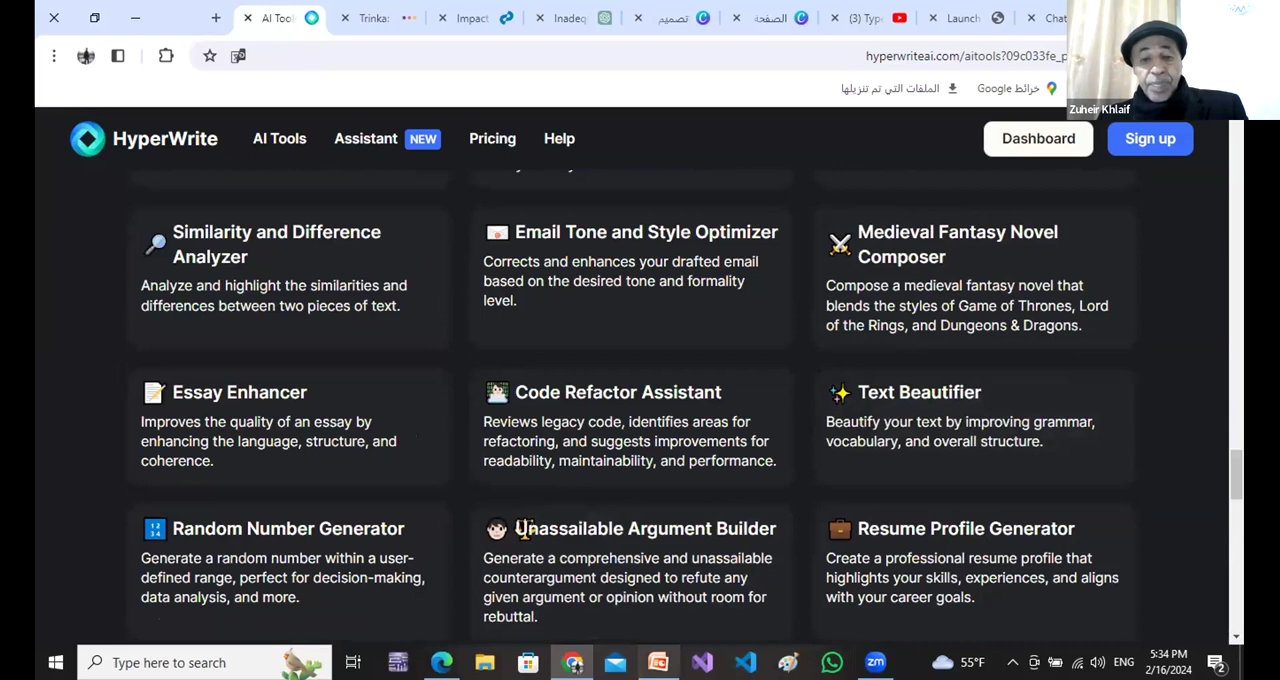 AI Tool
Trinka:
Impact
Inadeq
تصميم
الصفحة
(3) Type
Launch
Chat
hyperwriteai.com/aitools?09c033fe_p
الملفات التي تم تنزيلها
خرائط Google
Zuheir Khlaif
HyperWrite
AI Tools
Assistant NEW
Pricing
Help
Dashboard
Sign up
Similarity and Difference
Analyzer
Analyze and highlight the similarities and
differences between two pieces of text.
Email Tone and Style Optimizer
Corrects and enhances your drafted email
based on the desired tone and formality
level.
Medieval Fantasy Novel
Composer
Compose a medieval fantasy novel that
blends the styles of Game of Thrones, Lord
of the Rings, and Dungeons & Dragons.
Essay Enhancer
Improves the quality of an essay by
enhancing the language, structure, and
coherence.
Code Refactor Assistant
Reviews legacy code, identifies areas for
refactoring, and suggests improvements for
readability, maintainability, and performance.
Text Beautifier
Beautify your text by improving grammar,
vocabulary, and overall structure.
Random Number Generator
Generate a random number within a user-
defined range, perfect for decision-making,
data analysis, and more.
Unassailable Argument Builder
Generate a comprehensive and unassailable
counterargument designed to refute any
given argument or opinion without room for
rebuttal.
Resume Profile Generator
Create a professional resume profile that
highlights your skills, experiences, and aligns
with your career goals.
Type here to search
zm
55°F
ENG
5:34 PM
2/16/2024
2